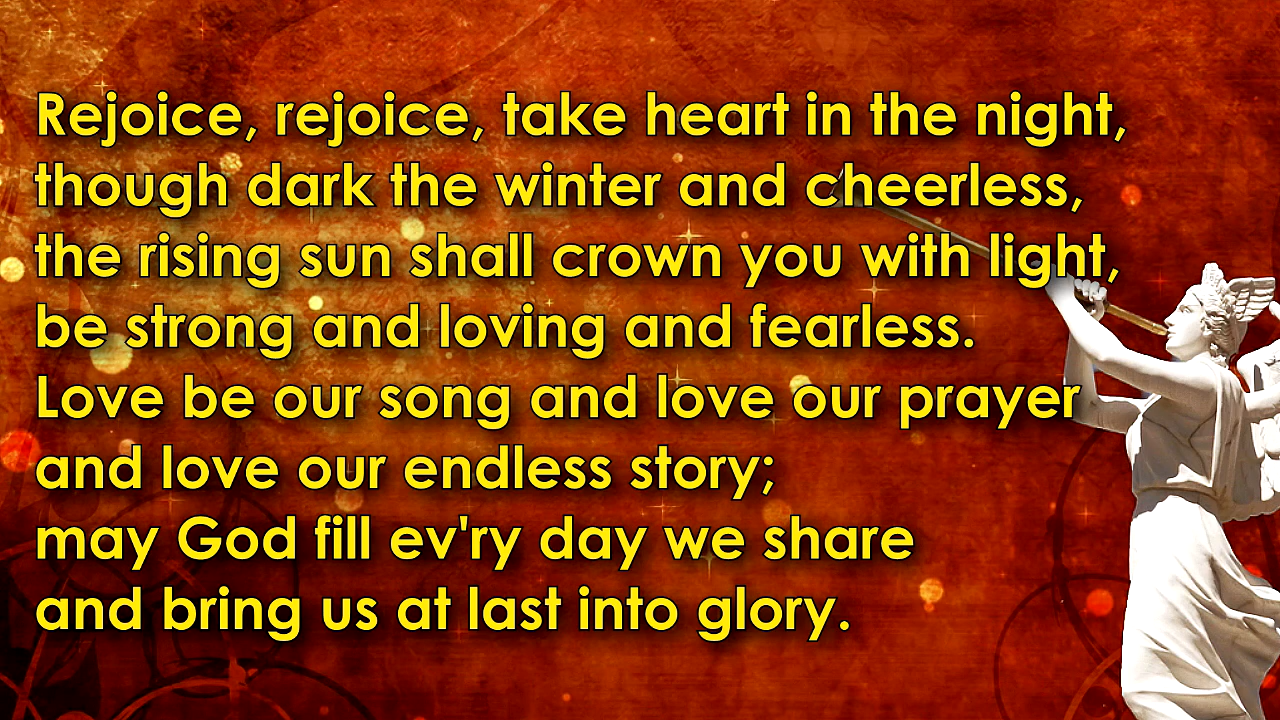 Rejoice, rejoice, take heart in the night,
though dark the winter and cheerless,
the rising sun shall crown you with light,
be strong and loving and fearless.
Love be our song and love our prayer
and love our endless story;
may God fill ev'ry day we share
and bring us at last into glory.